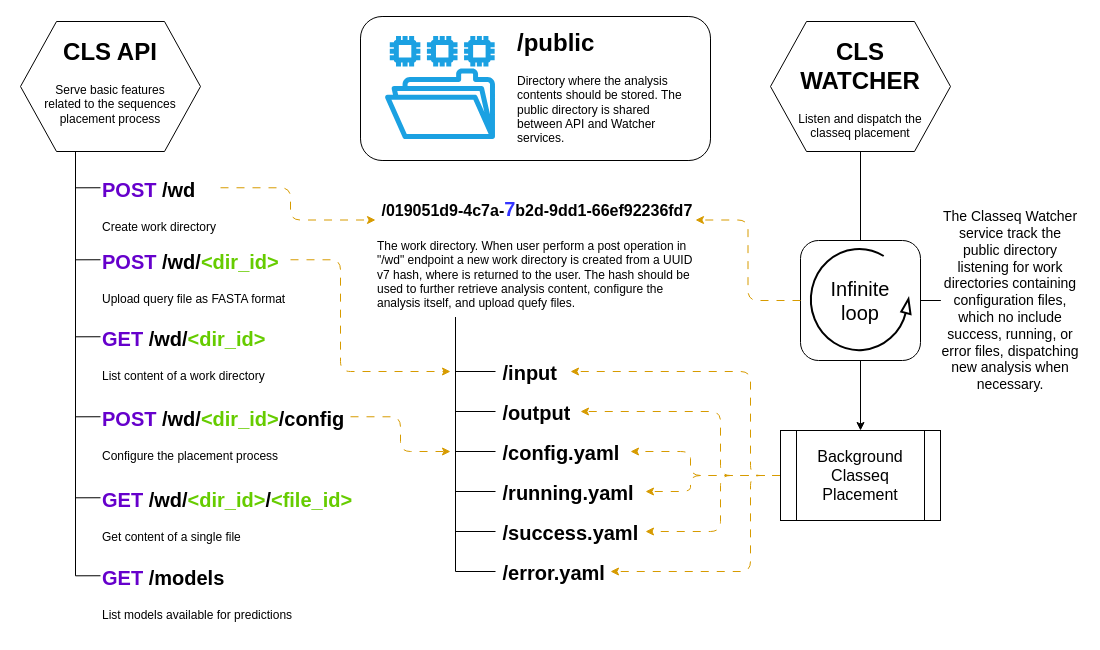 CLS API
Serve basic features
related to the sequences
placement process
/public
Directory where the analysis
contents should be stored. The
public directory is shared
between API and Watcher
services.
CLS
WATCHER
Listen and dispatch the
classeq placement
POST /wd
Create work directory
POST /wd/<dir_id>
Upload query file as FASTA format
GET /wd/<dir_id>
List content of a work directory
POST /wd/<dir_id>/config
Configure the placement process
GET /wd/<dir_id>/<file_id>
Get content of a single file
GET /models
List models available for predictions
/019051d9-4c7a-7b2d-9dd1-66ef92236fd7
The work directory. When user perform a post operation in
"/wd" endpoint a new work directory is created from a UUID
v7 hash, where is returned to the user. The hash should be
used to further retrieve analysis content, configure the
analysis itself, and upload quefy files.
/input
/output
/config.yaml
/running.yaml
/success.yaml
/error.yaml
Infinite
loop
The Classeq Watcher
service track the
public directory
listening for work
directories containing
configuration files,
which no include
success, running, or
error files, dispatching
new analysis when
necessary.
Background
Classeq
Placement